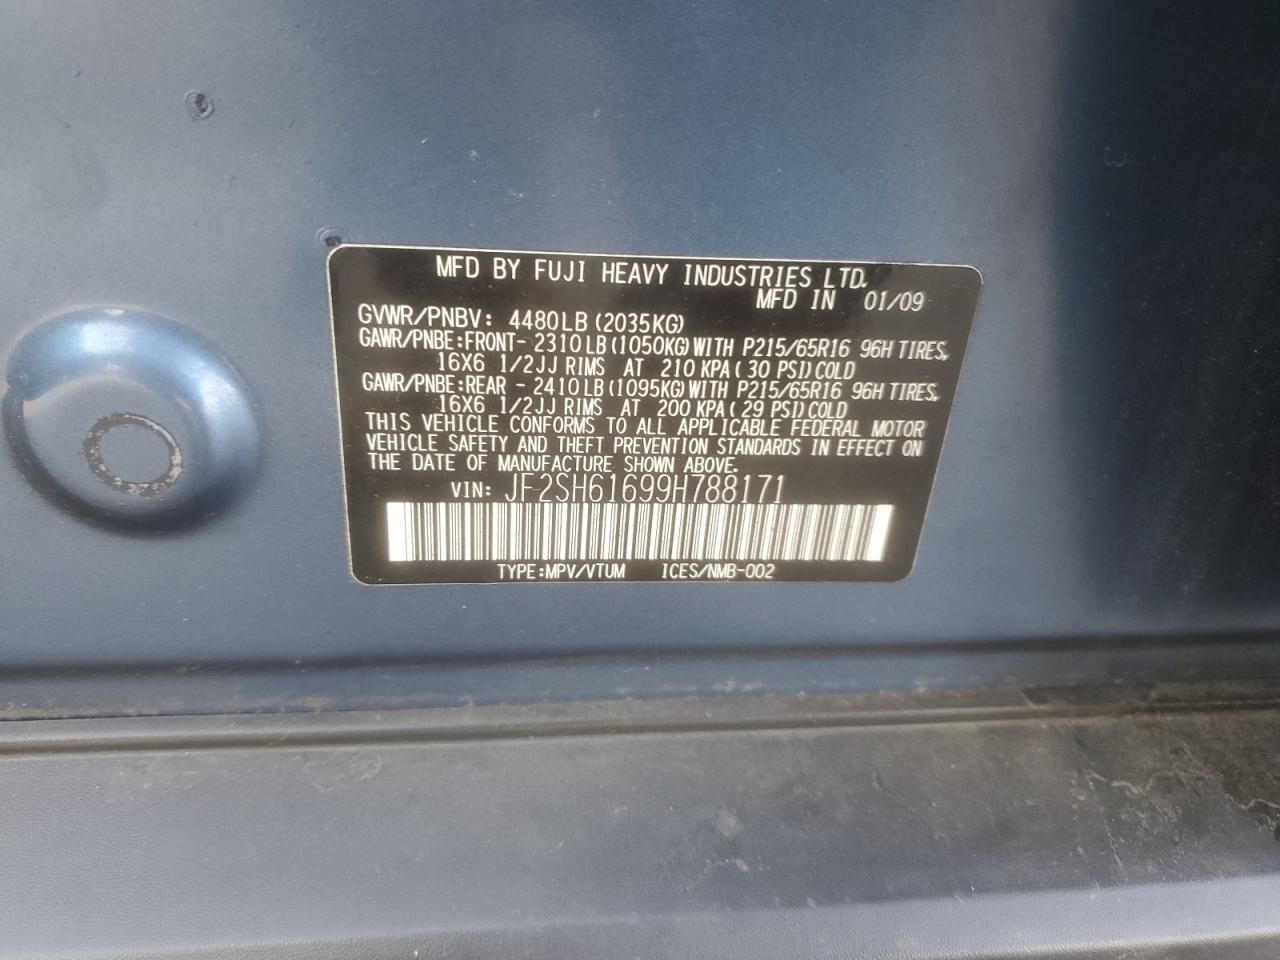 MFD BY FUJI HEAVY INDUSTRIES LTD.
MFD IN 01/09
GVWR/PNBV: 4480LB (2035KG)
GAWR/PNBE:FRONT- 2310LB (1050KG) WITH P215/65R16 96H TIRES,
16X6 1/2JJ RIMS AT 210 KPA ( 30 PSI) COLD
GAWR/PNBE:REAR - 2410LB (1095KG) WITH P215/65R16 96H TIRES,
16X6 1/2JJ RIMS AT 200 KPA ( 29 PSI) COLD
THIS VEHICLE CONFORMS TO ALL APPLICABLE FEDERAL MOTOR
VEHICLE SAFETY AND THEFT PREVENTION STANDARDS IN EFFECT ON
THE DATE OF MANUFACTURE SHOWN ABOVE.
VIN: JF2SH61699H788171
TYPE:MPV/VTUM ICES/NMB-002